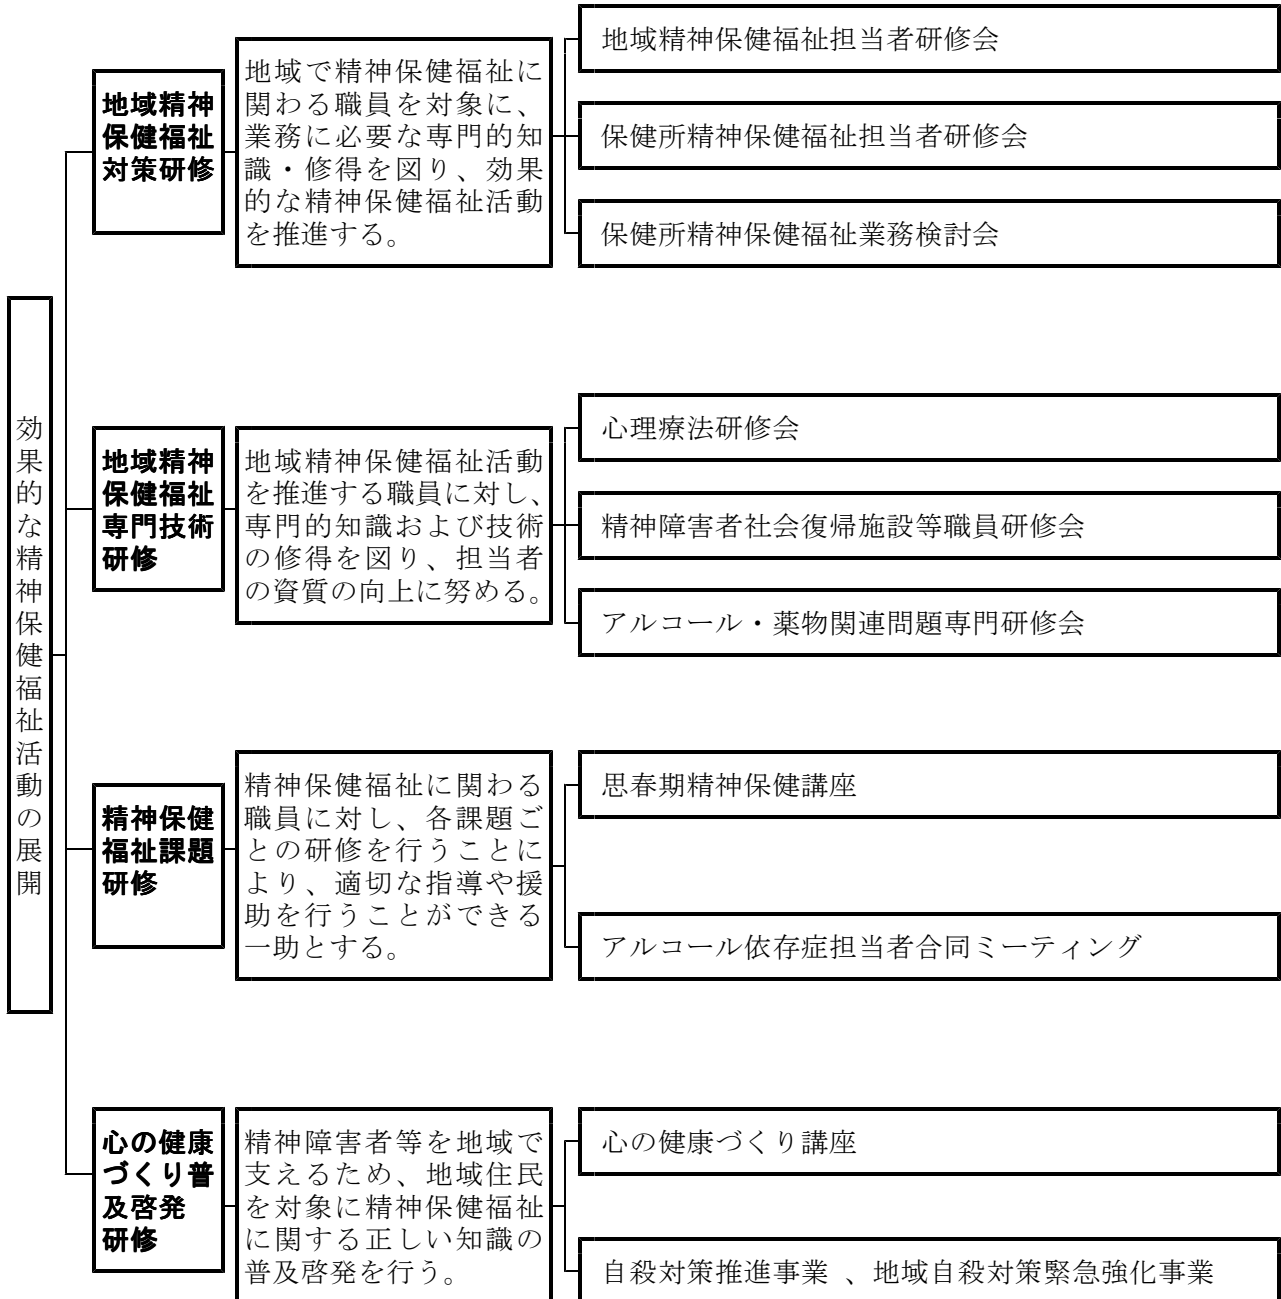 効果的な精神保健福祉活動の展開
地域精神
保健福祉
対策研修
地域で精神保健福祉に
関わる職員を対象に、
業務に必要な専門的知
識・修得を図り、効果
的な精神保健福祉活動
を推進する。
地域精神保健福祉担当者研修会
保健所精神保健福祉担当者研修会
保健所精神保健福祉業務検討会
地域精神
保健福祉
専門技術
研修
地域精神保健福祉活動
を推進する職員に対し、
専門的知識および技術
の修得を図り、担当者
の資質の向上に努める。
心理療法研修会
精神障害者社会復帰施設等職員研修会
アルコール・薬物関連問題専門研修会
精神保健
福祉課題
研修
精神保健福祉に関わる
職員に対し、各課題ご
との研修を行うことに
より、適切な指導や援
助を行うことができる
一助とする。
思春期精神保健講座
アルコール依存症担当者合同ミーティング
心の健康
づくり普
及啓発
研修
精神障害者等を地域で
支えるため、地域住民
を対象に精神保健福祉
に関する正しい知識の
普及啓発を行う。
心の健康づくり講座
自殺対策推進事業 、地域自殺対策緊急強化事業